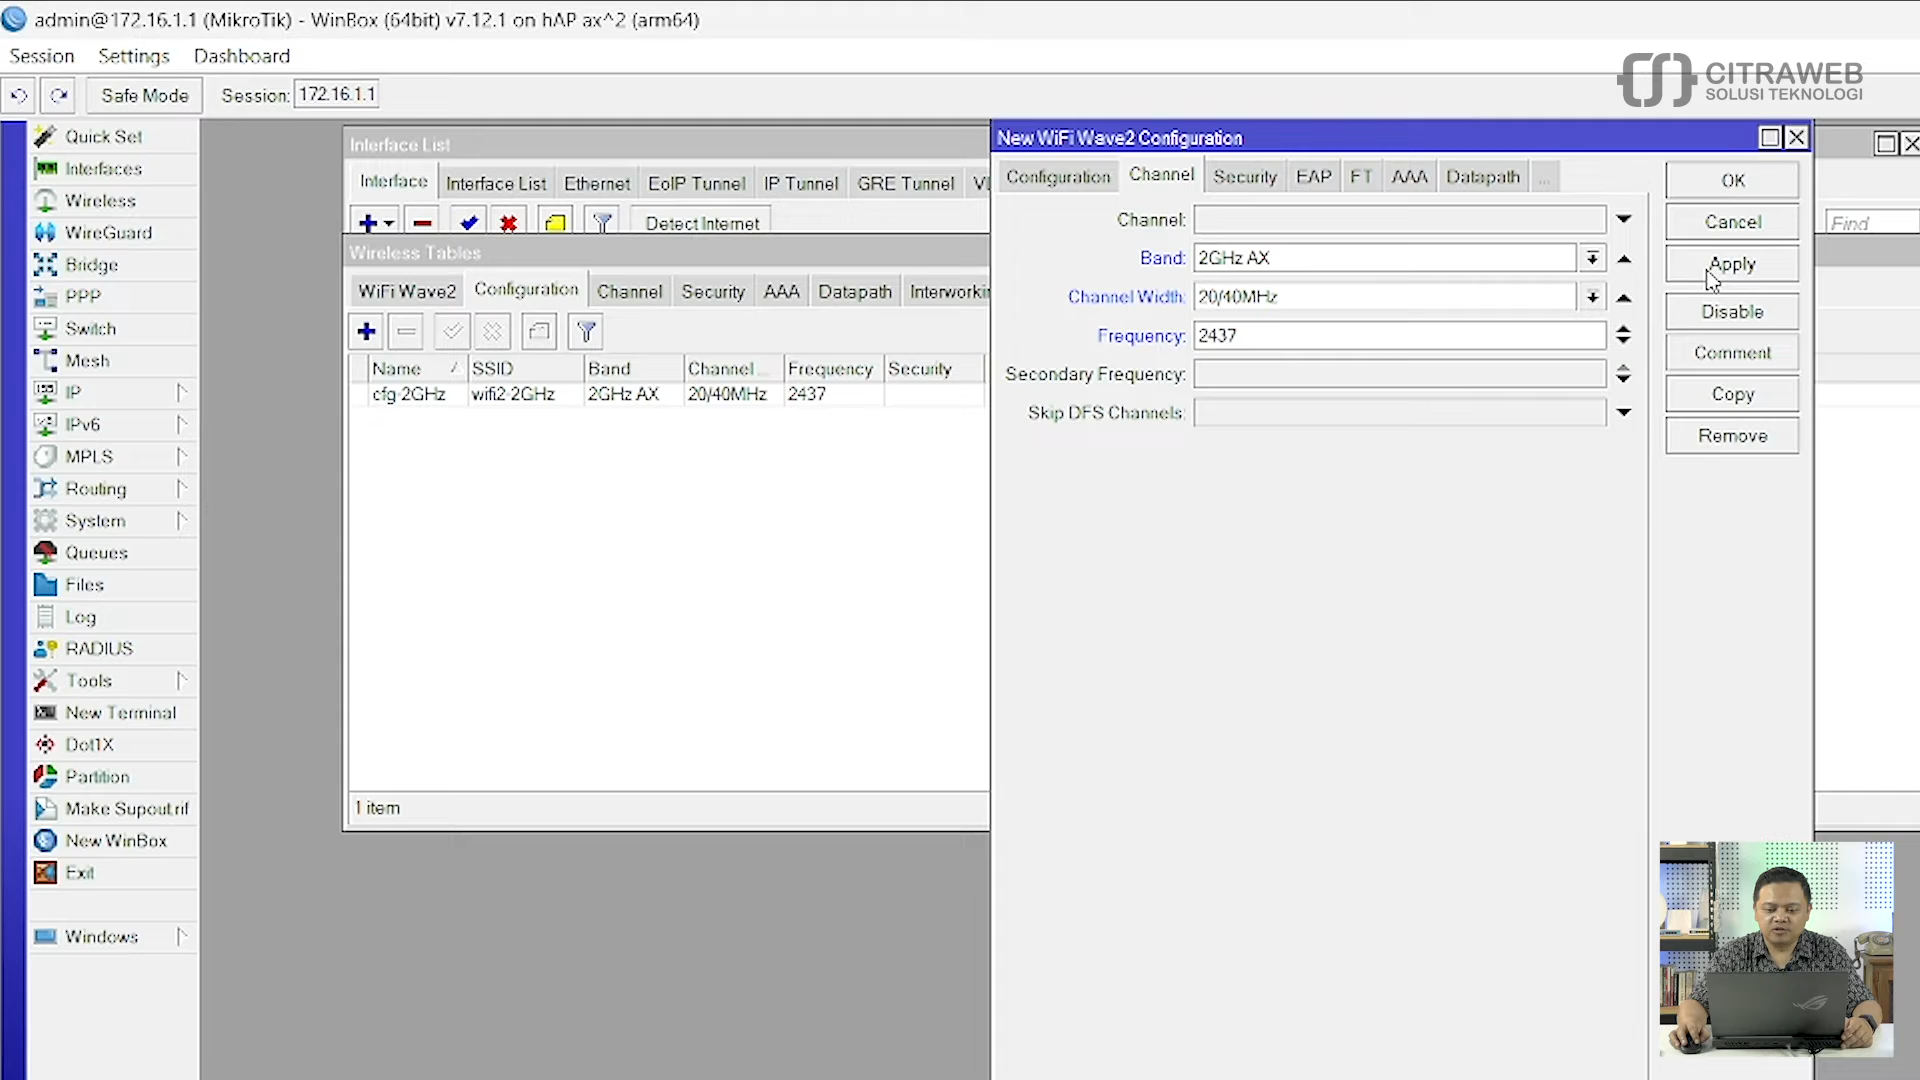 admin@172.16.1.1 (MikroTik) - WinBox (64bit) v7.12.1 on hAP ax^2 (arm64)
Session Settings Dashboard
CITRAWEB
SOLUSI TEKNOLOGI
Safe Mode Session: 172.16.1.1
Quick Set
Interfaces
Wireless
WireGuard
Bridge
PPP
Switch
Mesh
IP
IPv6
MPLS
Routing
System
Queues
Files
Log
RADIUS
Tools
New Terminal
Dot1X
Partition
Make Supout.rif
New WinBox
Exit
Windows
Interface List
Interface Interface List Ethernet EoIP Tunnel IP Tunnel GRE Tunnel
Detect Internet
Find
Wireless Tables
WiFi Wave2 Configuration Channel Security AAA Datapath Interworkin
Name SSID Band Channel ... Frequency Security
cfg-2GHz wifi2-2GHz 2GHz AX 20/40MHz 2437
1 item
New WiFi Wave2 Configuration
Configuration Channel Security EAP FT AAA Datapath ...
Channel:
Band: 2GHz AX
Channel Width: 20/40MHz
Frequency: 2437
Secondary Frequency:
Skip DFS Channels:
OK
Cancel
Apply
Disable
Comment
Copy
Remove